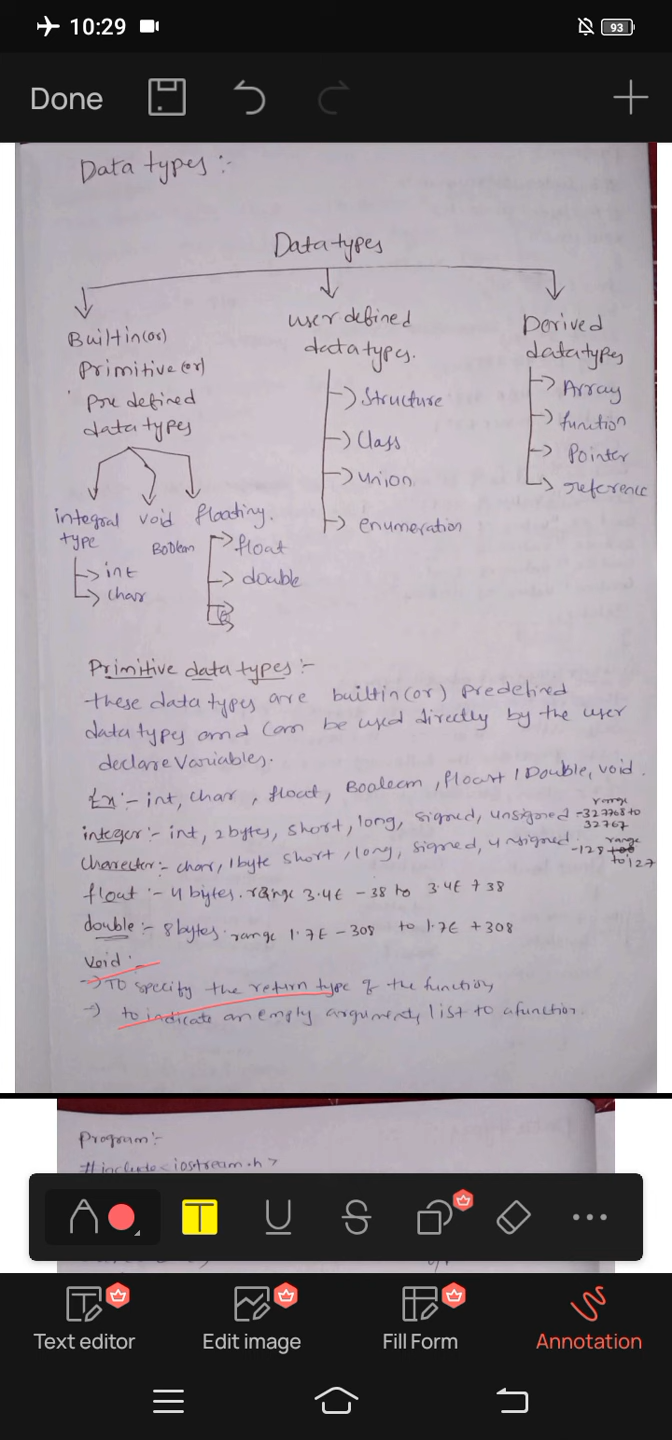 10:29
93
Done
Data types :-
Data types
Builtin(or)
Primitive (or)
Pre defined
data types
user defined
data types.
Derived
data types
Structure
Class
union
enumeration
Array
function
Pointer
reference
integral void floating.
type
Boolean
int
char
float
double
Primitive data types :-
these data types are builtin (or) predefined
data types and can be used directly by the user
declare variables.
Ex :- int, char, float, Boolean, float / Double, void.
integer :- int, 2 bytes, short, long, signed, unsigned range -32768 to
32767
charecter :- char, 1 byte short, long, signed, unsigned. range -128
to 127
float :- 4 bytes. range 3.4E -38 to 3.4E +38
double :- 8 bytes. range 1.7E -308 to 1.7E +308
void :-
→ To specify the return type of the function
→ to indicate an empty arguments list to a function.
Program :-
#include<iostream.h>
T
U
S
Text editor
Edit image
Fill Form
Annotation